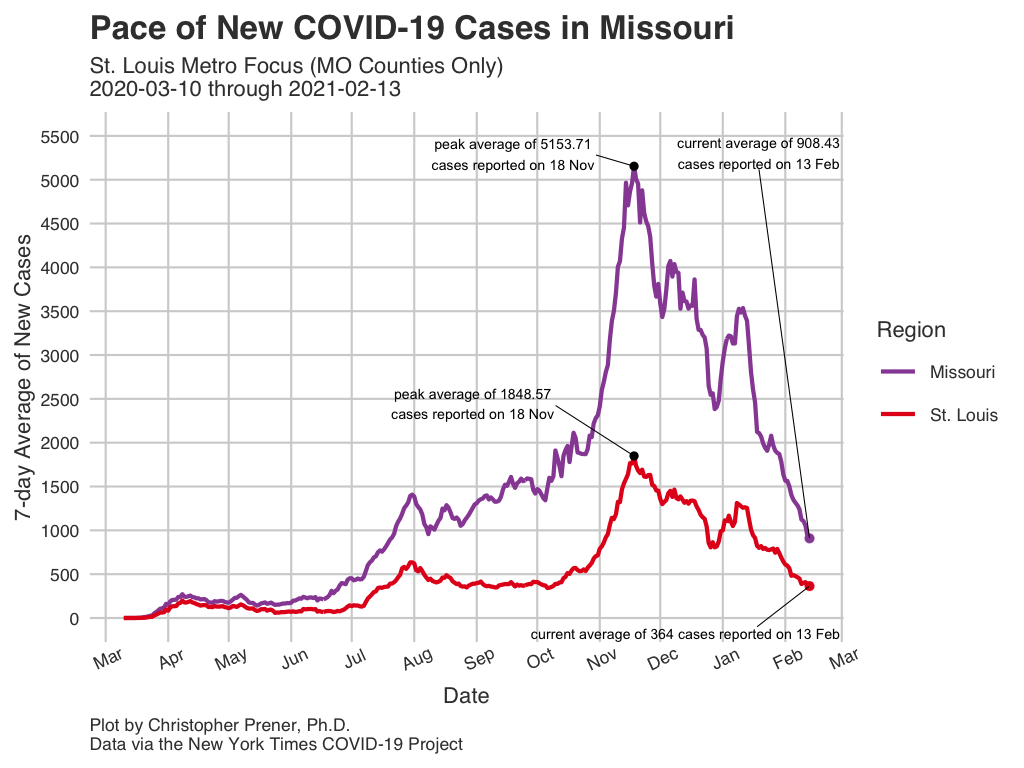 Pace of New COVID-19 Cases in Missouri
St. Louis Metro Focus (MO Counties Only)
2020-03-10 through 2021-02-13
7-day Average of New Cases
5500
5000
4500
4000
3500
3000
2500
2000
1500
1000
500
0
peak average of 5153.71
cases reported on 18 Nov
current average of 908.43
cases reported on 13 Feb
peak average of 1848.57
cases reported on 18 Nov
current average of 364 cases reported on 13 Feb
Region
Missouri
St. Louis
Mar Apr May Jun Jul Aug Sep Oct Nov Dec Jan Feb Mar
Date
Plot by Christopher Prener, Ph.D.
Data via the New York Times COVID-19 Project